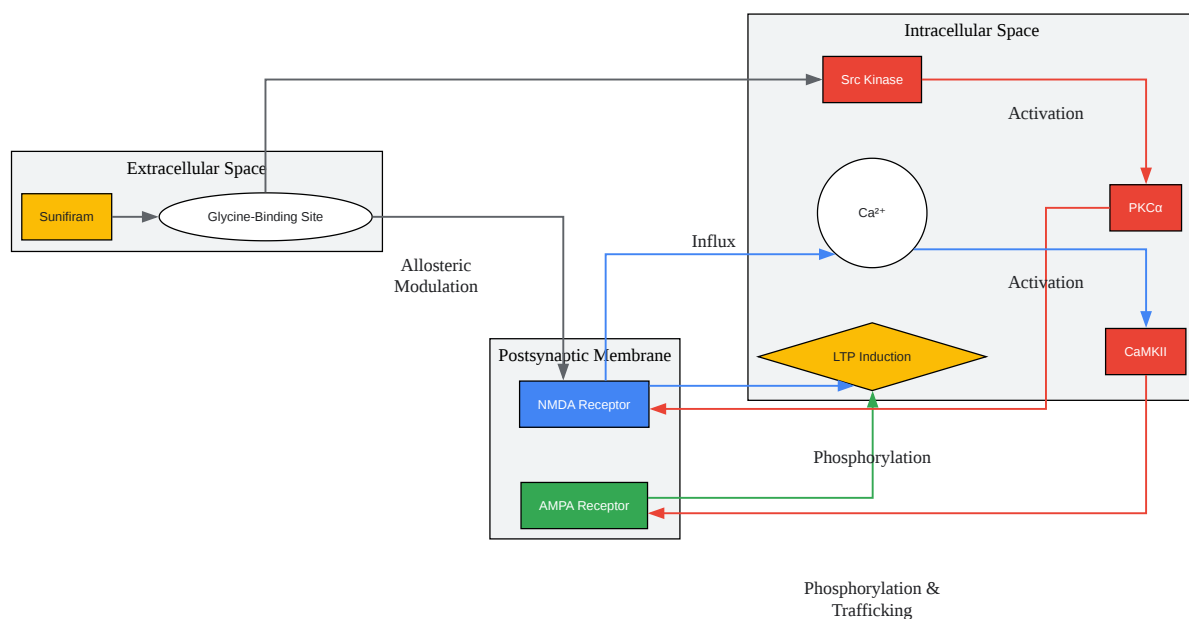 Intracellular Space
Src Kinase
Activation
Extracellular Space
Sunifiram
Glycine-Binding Site
PKCα
Ca²⁺
Influx
Allosteric
Modulation
Activation
Postsynaptic Membrane
LTP Induction
CaMKII
NMDA Receptor
Phosphorylation
AMPA Receptor
Phosphorylation &
Trafficking